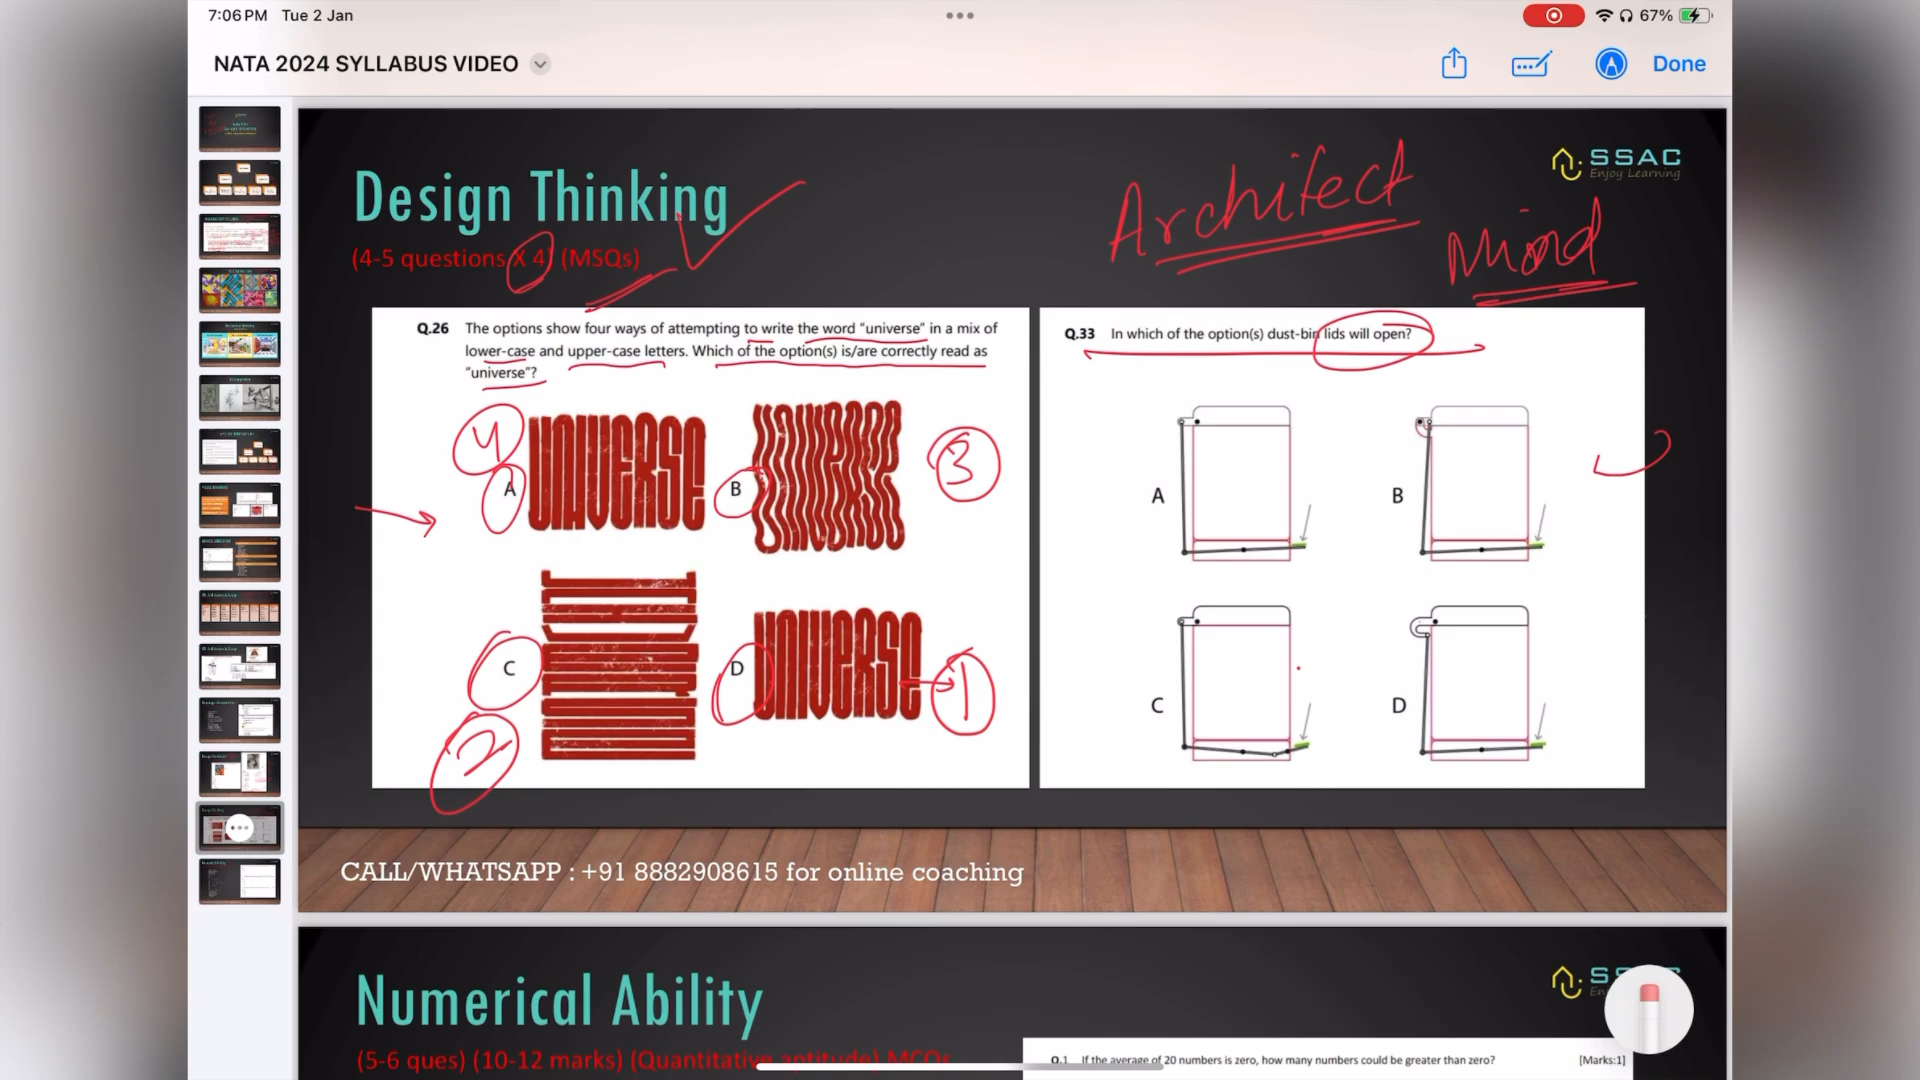 7:06 PM Tue 2 Jan
67%
NATA 2024 SYLLABUS VIDEO
Done
SSAC
Enjoy Learning
Design Thinking
(4-5 questions X 4) (MSQs)
Architect
Mind
Q.26 The options show four ways of attempting to write the word "universe" in a mix of
lower-case and upper-case letters. Which of the option(s) is/are correctly read as
"universe"?
4
A
UNIVERSE
B
3
C
2
D
UNIVERSE
1
Q.33 In which of the option(s) dust-bin lids will open?
A
B
C
D
CALL/WHATSAPP : +91 8882908615 for online coaching
Numerical Ability
(5-6 ques) (10-12 marks) (Quantitative aptitude) MCQs
Q.1 If the average of 20 numbers is zero, how many numbers could be greater than zero? [Marks:1]